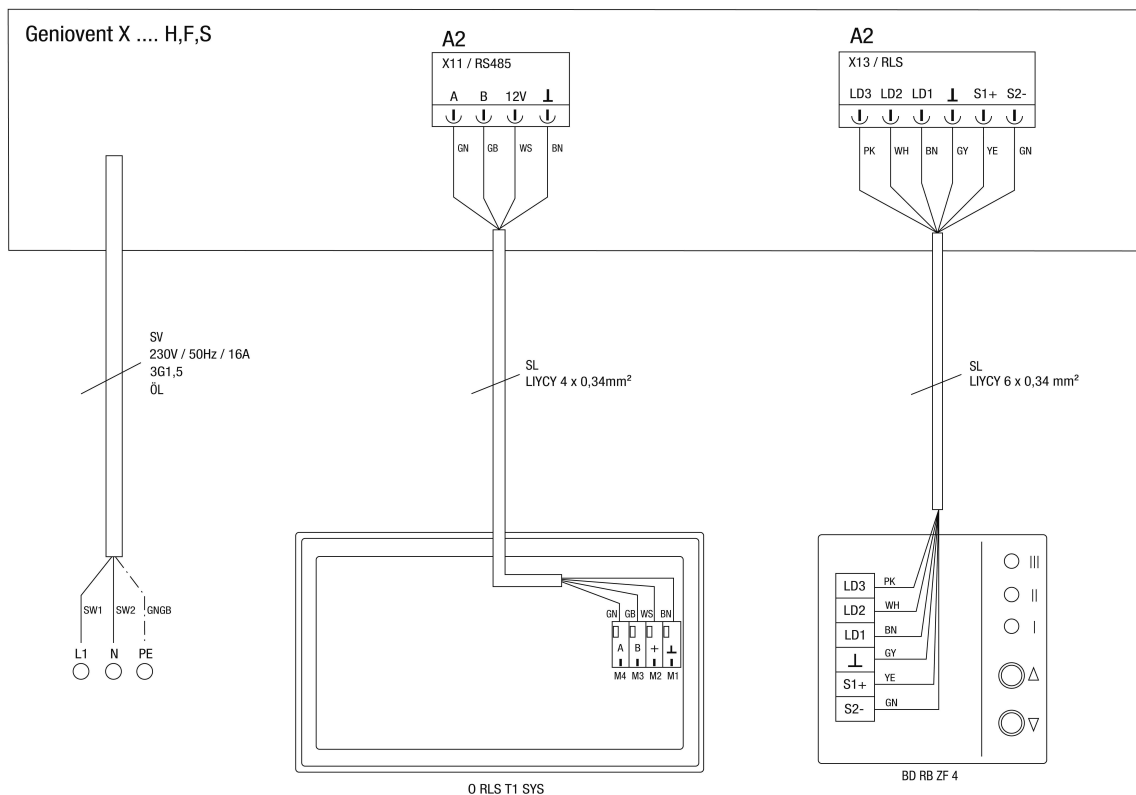 Geniovent X .... H,F,S
A2
X11 / RS485
A B 12V ⊥
GN GB WS BN
A2
X13 / RLS
LD3 LD2 LD1 ⊥ S1+ S2-
PK WH BN GY YE GN
SV
230V / 50Hz / 16A
3G1,5
ÖL
SL
LIYCY 4 x 0,34mm²
SL
LIYCY 6 x 0,34 mm²
SW1 SW2 GNGB
L1 N PE
GN GB WS BN
A B + ⊥
M4 M3 M2 M1
O RLS T1 SYS
LD3 PK
LD2 WH
LD1 BN
⊥ GY
S1+ YE
S2- GN
III
II
I
BD RB ZF 4